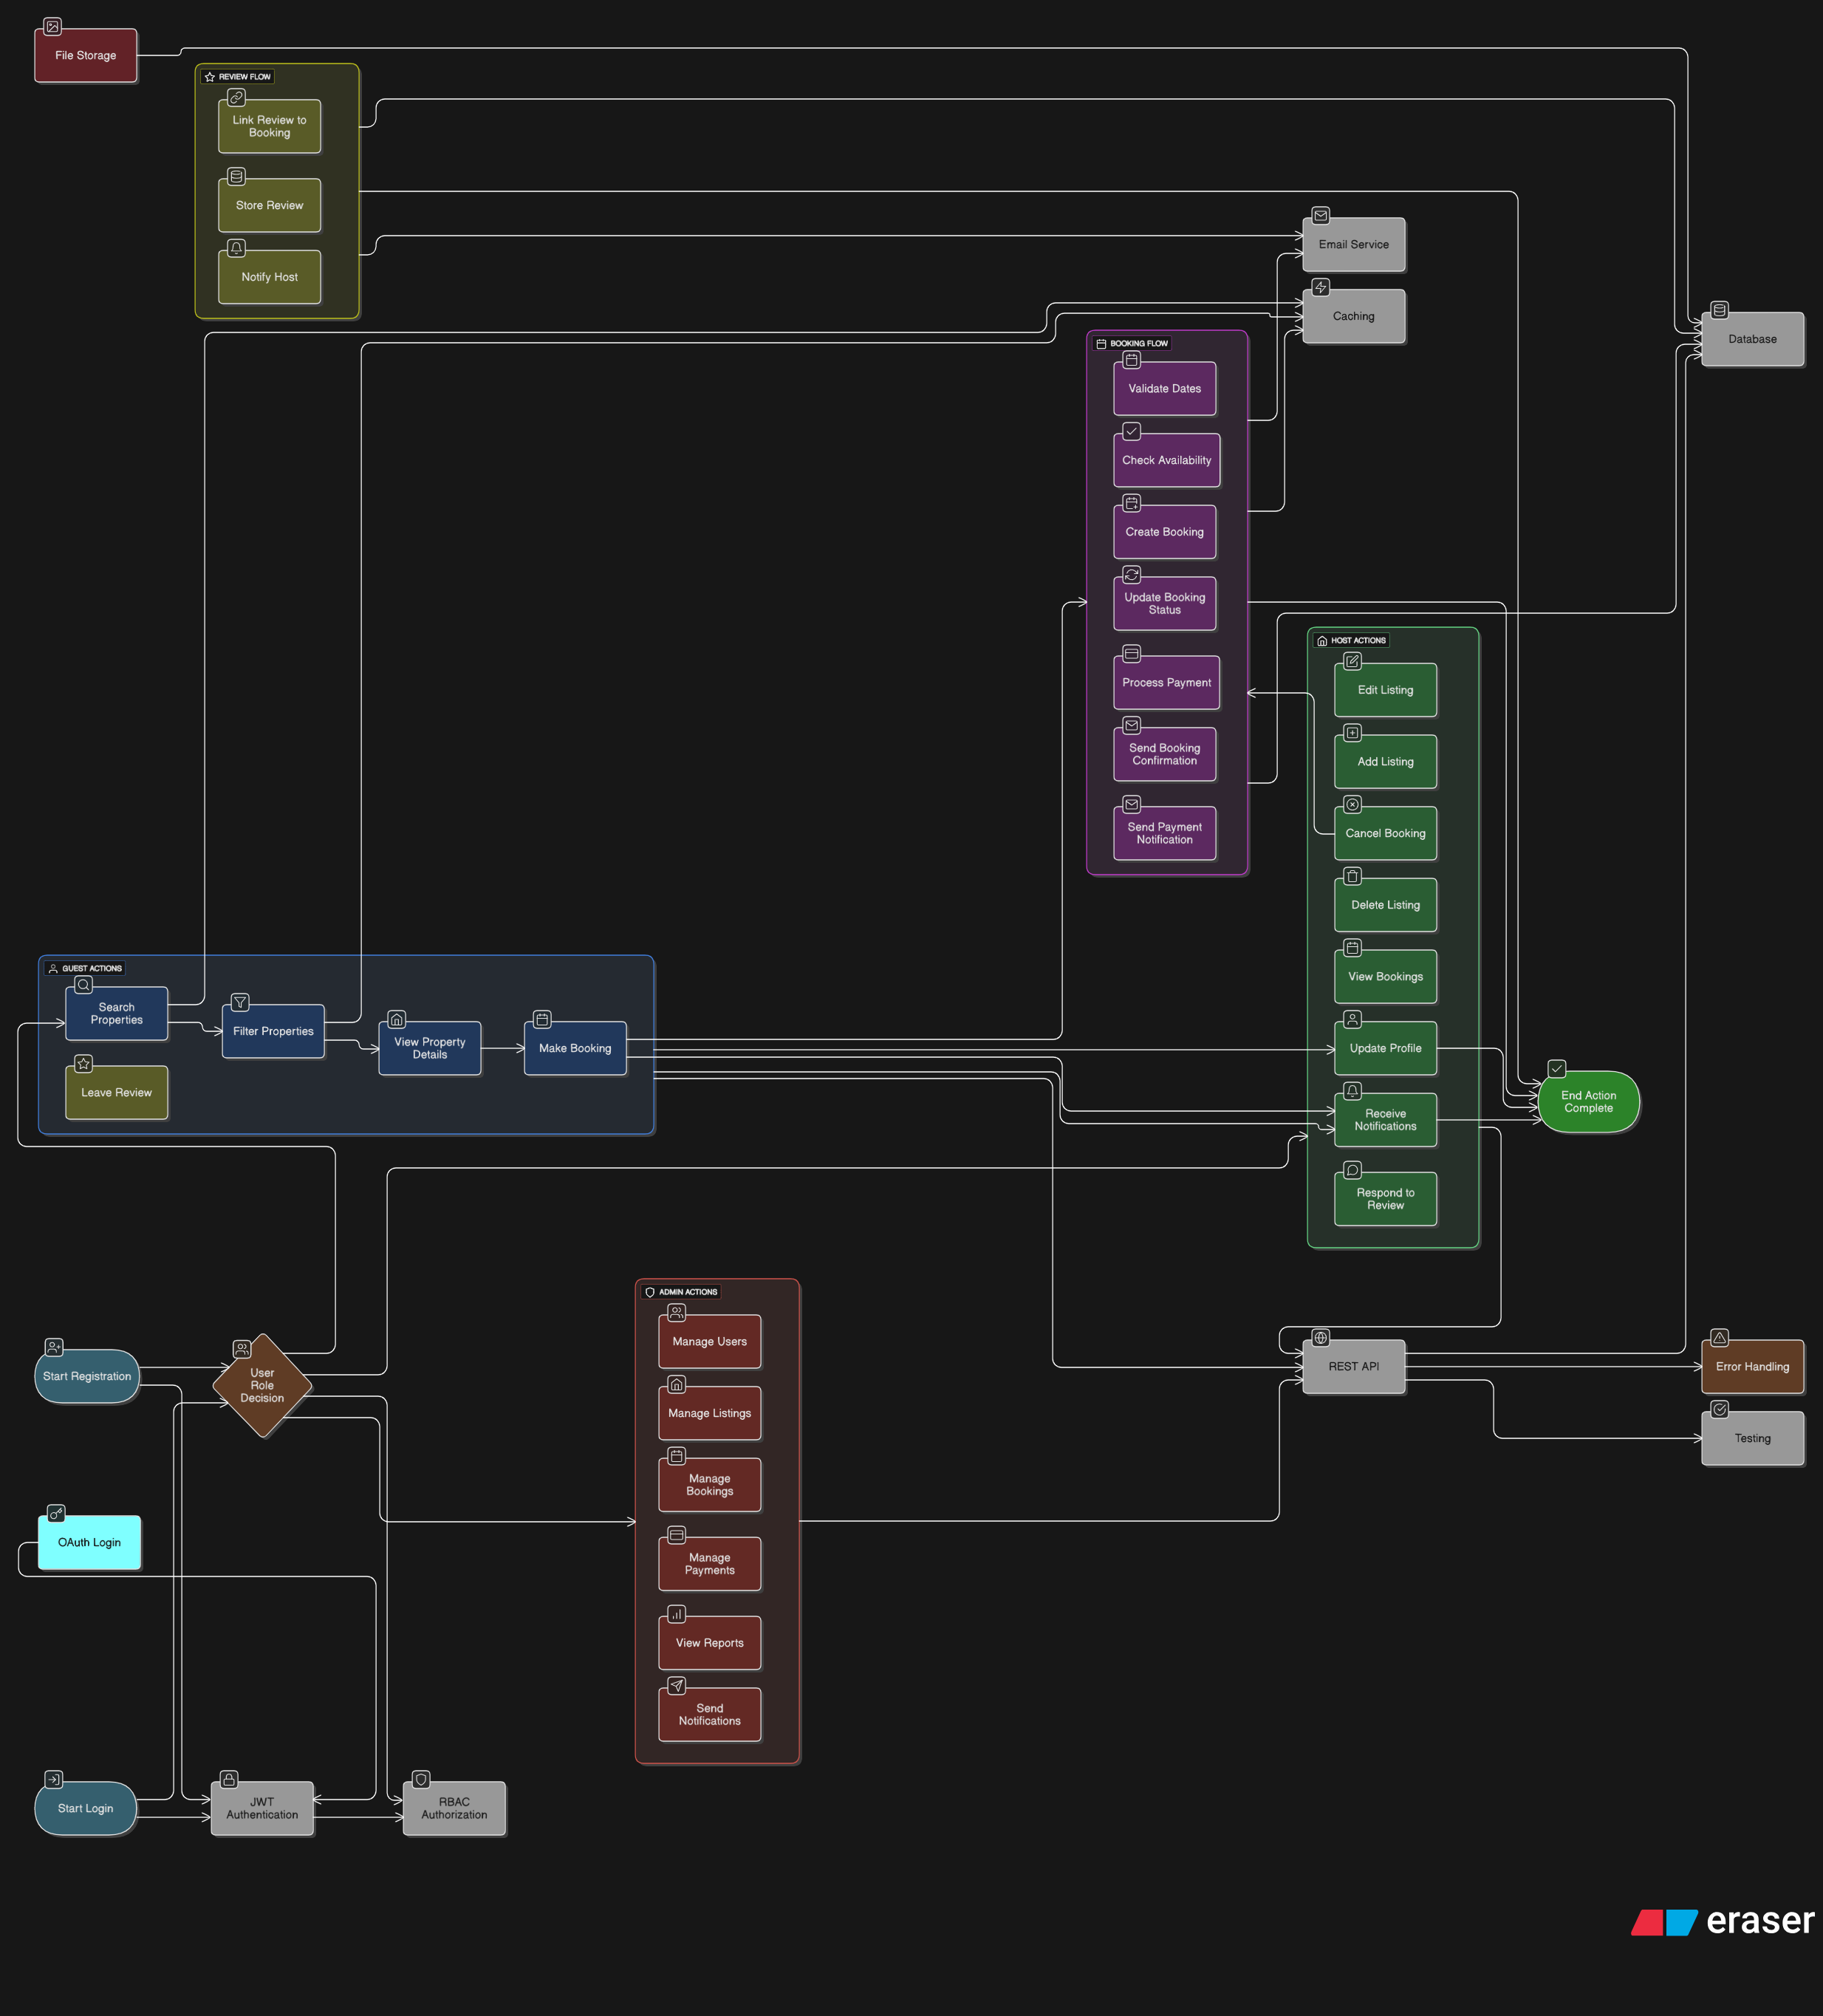 File Storage
REVIEW FLOW
Link Review to
Booking
Store Review
Notify Host
Email Service
Caching
Database
BOOKING FLOW
Validate Dates
Check Availability
Create Booking
Update Booking
Status
Process Payment
Send Booking
Confirmation
Send Payment
Notification
HOST ACTIONS
Edit Listing
Add Listing
Cancel Booking
Delete Listing
View Bookings
Update Profile
Receive
Notifications
Respond to
Review
End Action
Complete
GUEST ACTIONS
Search
Properties
Filter Properties
View Property
Details
Make Booking
Leave Review
Start Registration
User
Role
Decision
OAuth Login
Start Login
JWT
Authentication
RBAC
Authorization
ADMIN ACTIONS
Manage Users
Manage Listings
Manage
Bookings
Manage
Payments
View Reports
Send
Notifications
REST API
Error Handling
Testing
eraser